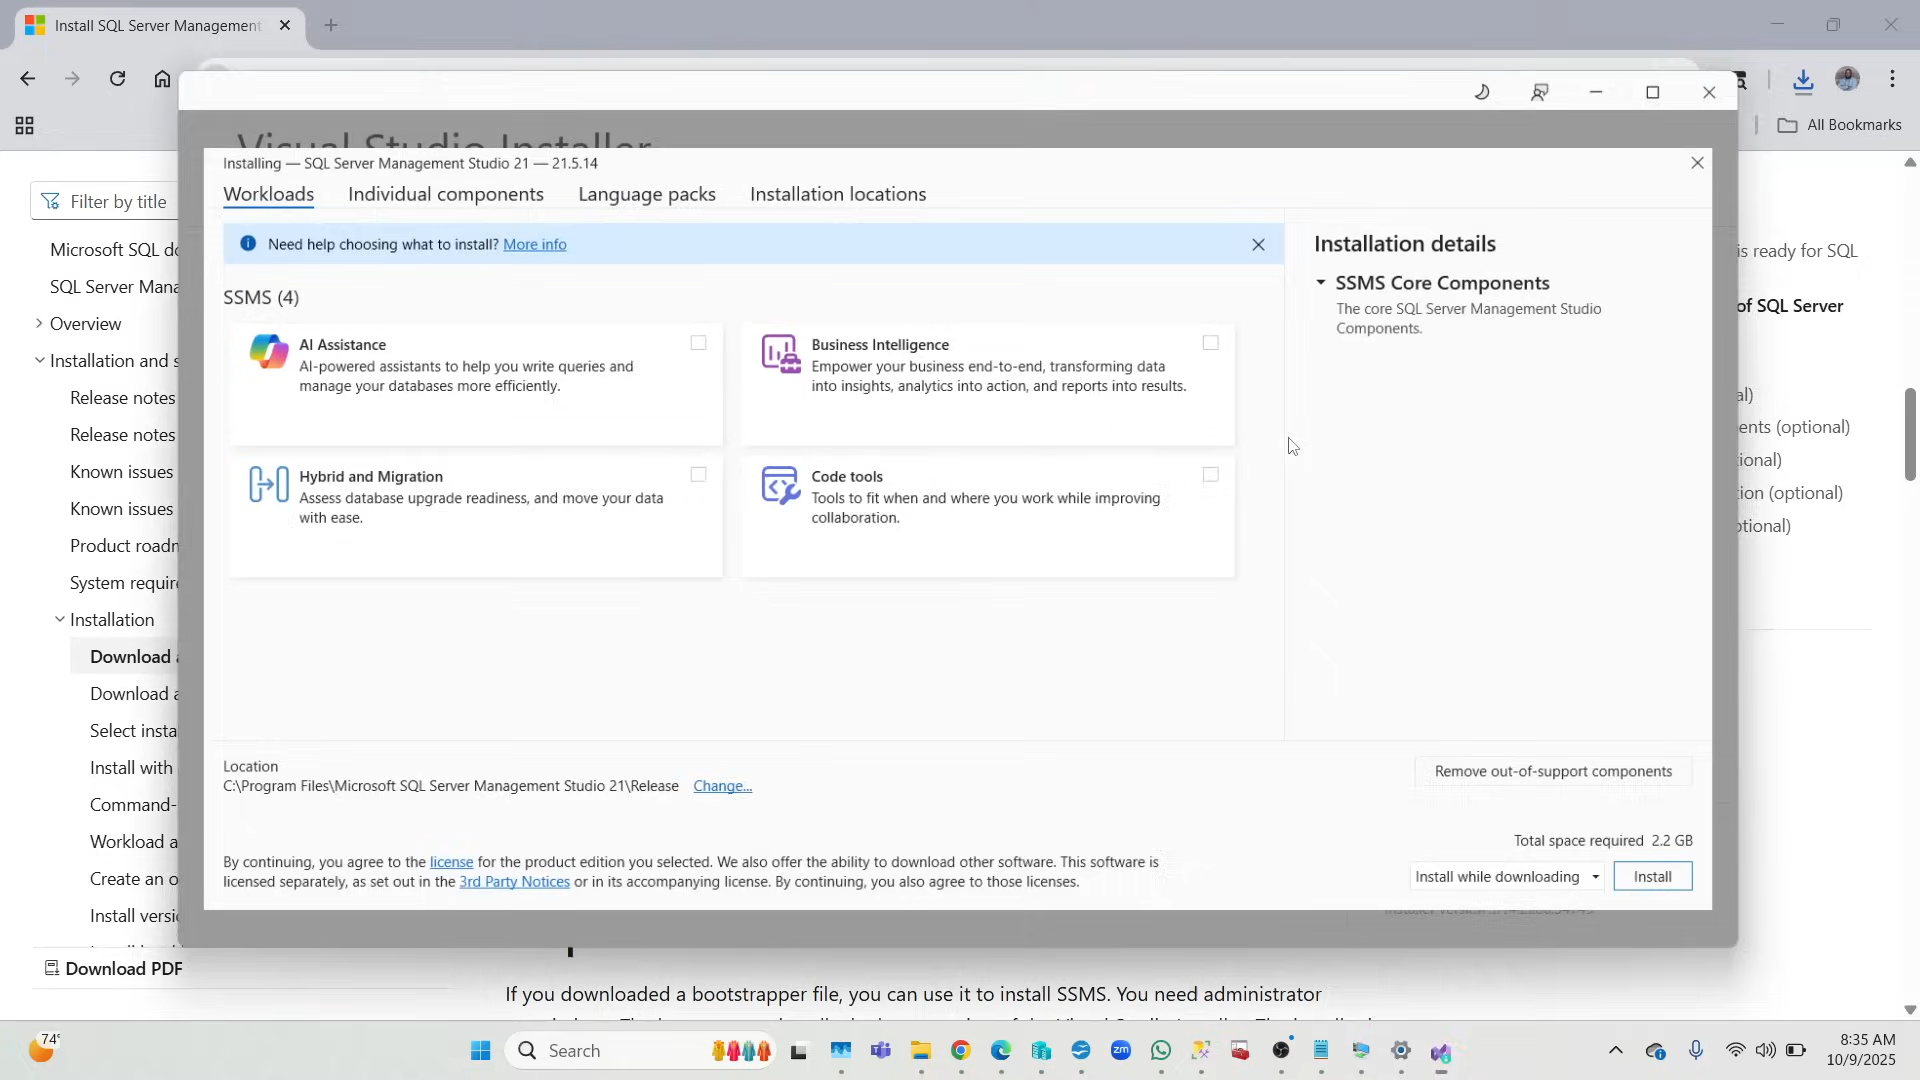 Install SQL Server Management
All Bookmarks
Visual Studio Installer
Installing — SQL Server Management Studio 21 — 21.5.14
Workloads
Individual components
Language packs
Installation locations
Need help choosing what to install? More info
SSMS (4)
AI Assistance
AI-powered assistants to help you write queries and
manage your databases more efficiently.
Business Intelligence
Empower your business end-to-end, transforming data
into insights, analytics into action, and reports into results.
Hybrid and Migration
Assess database upgrade readiness, and move your data
with ease.
Code tools
Tools to fit when and where you work while improving
collaboration.
Installation details
SSMS Core Components
The core SQL Server Management Studio
Components.
Location
C:\Program Files\Microsoft SQL Server Management Studio 21\Release Change...
Remove out-of-support components
Total space required 2.2 GB
By continuing, you agree to the license for the product edition you selected. We also offer the ability to download other software. This software is
licensed separately, as set out in the 3rd Party Notices or in its accompanying license. By continuing, you also agree to those licenses.
Install while downloading
Install
Filter by title
Microsoft SQL
SQL Server
Overview
Installation and
Release notes
Release notes
Known issues
Known issues
Product
System
Installation
Download
Download
Select
Install with
Command-
Workload
Create an
Install
Download PDF
is ready for SQL
of SQL Server
(optional)
(optional)
If you downloaded a bootstrapper file, you can use it to install SSMS. You need administrator
74°
Search
zm
8:35 AM
10/9/2025